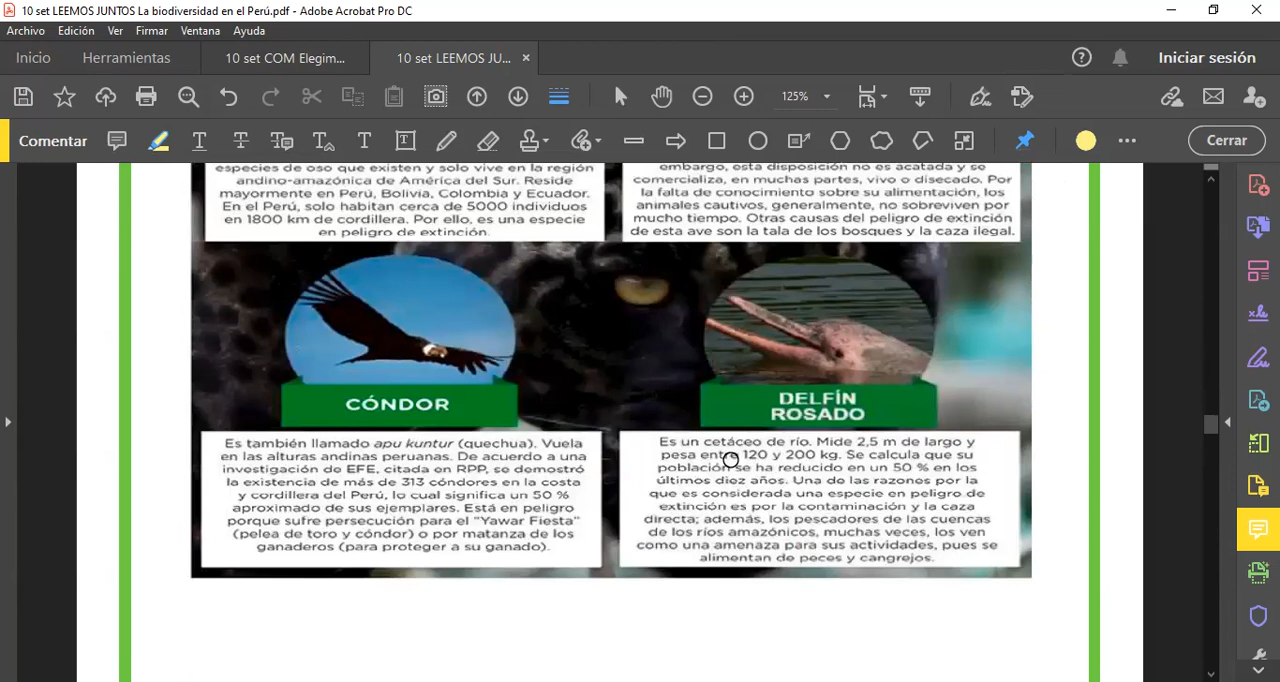 10 set LEEMOS JUNTOS La biodiversidad en el Perú.pdf - Adobe Acrobat Pro DC
Archivo Edición Ver Firmar Ventana Ayuda
Inicio Herramientas 10 set COM Elegim... 10 set LEEMOS JU... × Iniciar sesión
125%
Comentar Cerrar
especies de oso que existen y solo vive en la región
andino-amazónica de América del Sur. Reside
mayormente en Perú, Bolivia, Colombia y Ecuador.
En el Perú, solo habitan cerca de 5000 individuos
en 1800 km de cordillera. Por ello, es una especie
en peligro de extinción.
embargo, esta disposición no es acatada y se
comercializa, en muchas partes, vivo o disecado. Por
la falta de conocimiento sobre su alimentación, los
animales cautivos, generalmente, no sobreviven por
mucho tiempo. Otras causas del peligro de extinción
de esta ave son la tala de los bosques y la caza ilegal.
CÓNDOR
Es también llamado apu kuntur (quechua). Vuela
en las alturas andinas peruanas. De acuerdo a una
investigación de EFE, citada en RPP, se demostró
la existencia de más de 313 cóndores en la costa
y cordillera del Perú, lo cual significa un 50 %
aproximado de sus ejemplares. Está en peligro
porque sufre persecución para el "Yawar Fiesta"
(pelea de toro y cóndor) o por matanza de los
ganaderos (para proteger a su ganado).
DELFÍN
ROSADO
Es un cetáceo de río. Mide 2,5 m de largo y
pesa entre 120 y 200 kg. Se calcula que su
población se ha reducido en un 50 % en los
últimos diez años. Una de las razones por la
que es considerada una especie en peligro de
extinción es por la contaminación y la caza
directa; además, los pescadores de las cuencas
de los ríos amazónicos, muchas veces, los ven
como una amenaza para sus actividades, pues se
alimentan de peces y cangrejos.